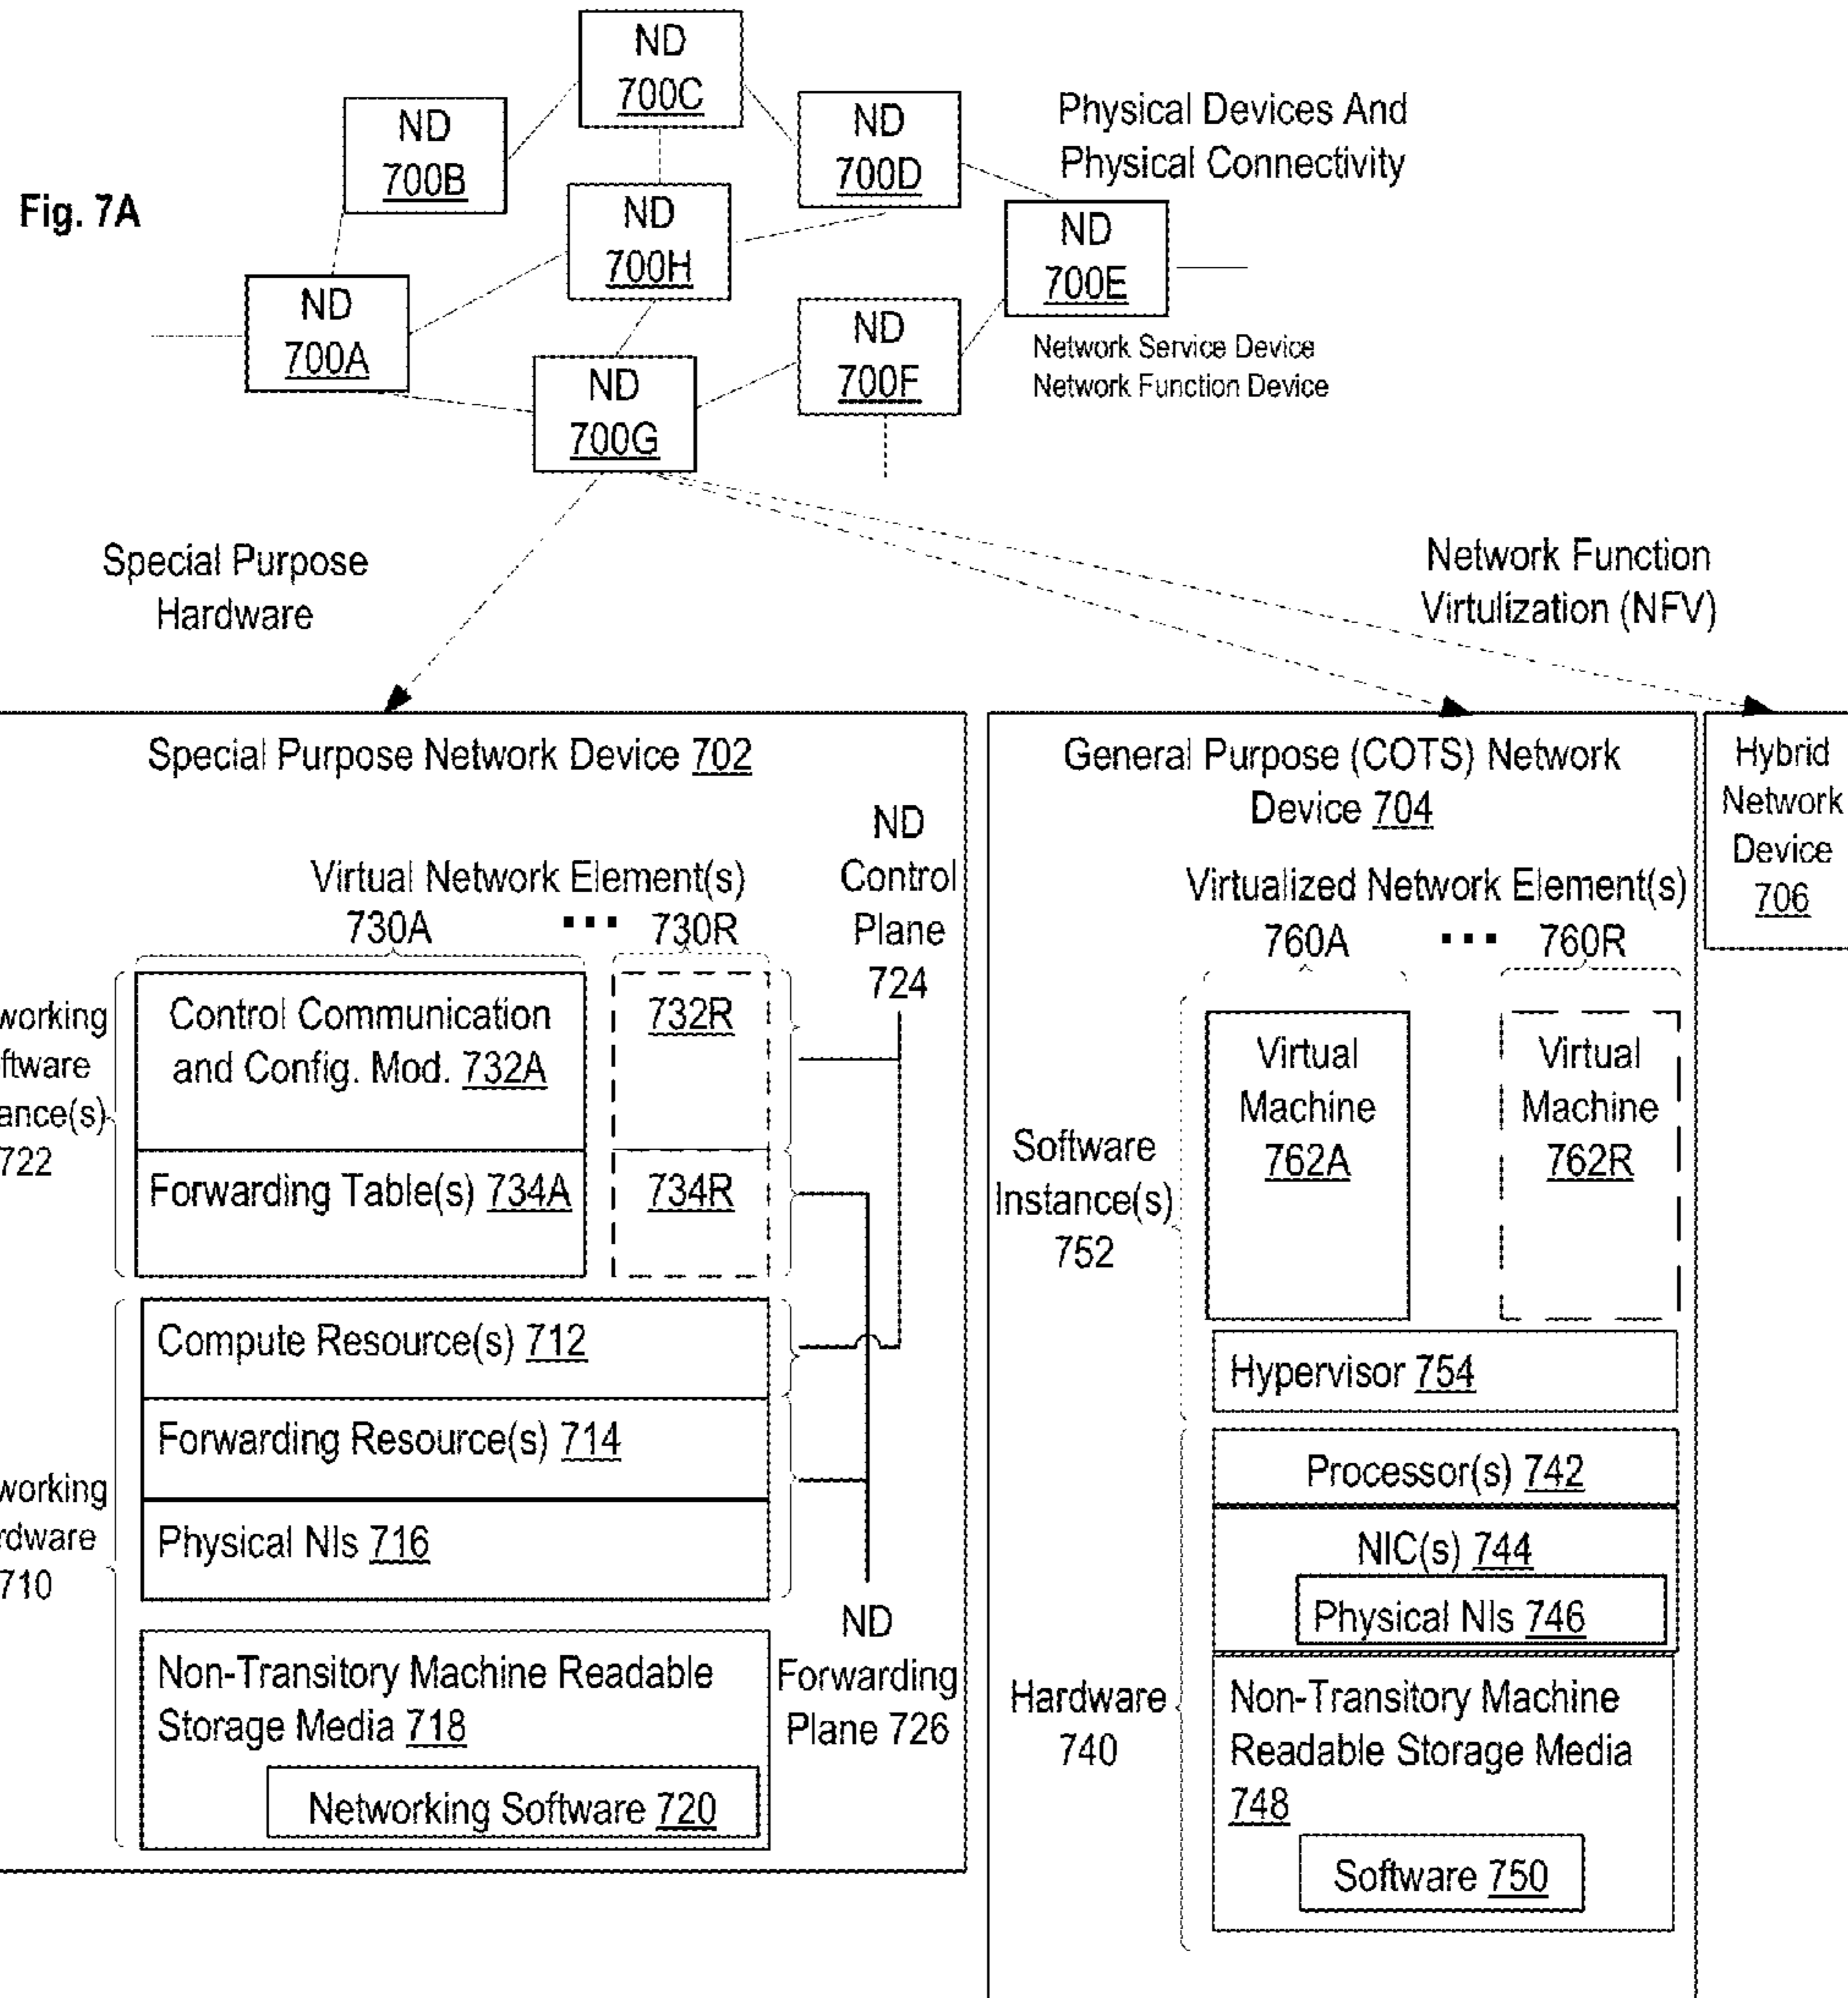 Fig. 7A
ND
700C
ND
700B
ND
700D
Physical Devices And
Physical Connectivity
ND
700H
ND
700E
ND
700A
ND
700F
ND
700G
Network Service Device
Network Function Device
Special Purpose
Hardware
Network Function
Virtulization (NFV)
Special Purpose Network Device 702
ND
Control
Plane
724
Virtual Network Element(s)
730A ... 730R
working
ftware
ance(s)
722
Control Communication
and Config. Mod. 732A
732R
Forwarding Table(s) 734A
734R
working
rdware
710
Compute Resource(s) 712
Forwarding Resource(s) 714
Physical NIs 716
Non-Transitory Machine Readable
Storage Media 718
Networking Software 720
ND
Forwarding
Plane 726
General Purpose (COTS) Network
Device 704
Virtualized Network Element(s)
760A ... 760R
Software
Instance(s)
752
Virtual
Machine
762A
Virtual
Machine
762R
Hypervisor 754
Hardware
740
Processor(s) 742
NIC(s) 744
Physical NIs 746
Non-Transitory Machine
Readable Storage Media
748
Software 750
Hybrid
Network
Device
706